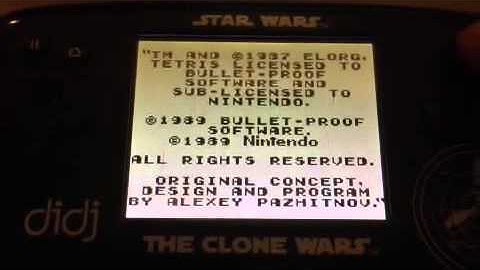 STAR WARS
"TM AND ©1987 ELORG.
TETRIS LICENSED TO
BULLET-PROOF
SOFTWARE AND
SUB-LICENSED TO
NINTENDO.
©1989 BULLET-PROOF
SOFTWARE.
©1989 Nintendo
ALL RIGHTS RESERVED.
ORIGINAL CONCEPT,
DESIGN AND PROGRAM
BY ALEXEY PAZHITNOV."
didj
THE CLONE WARS